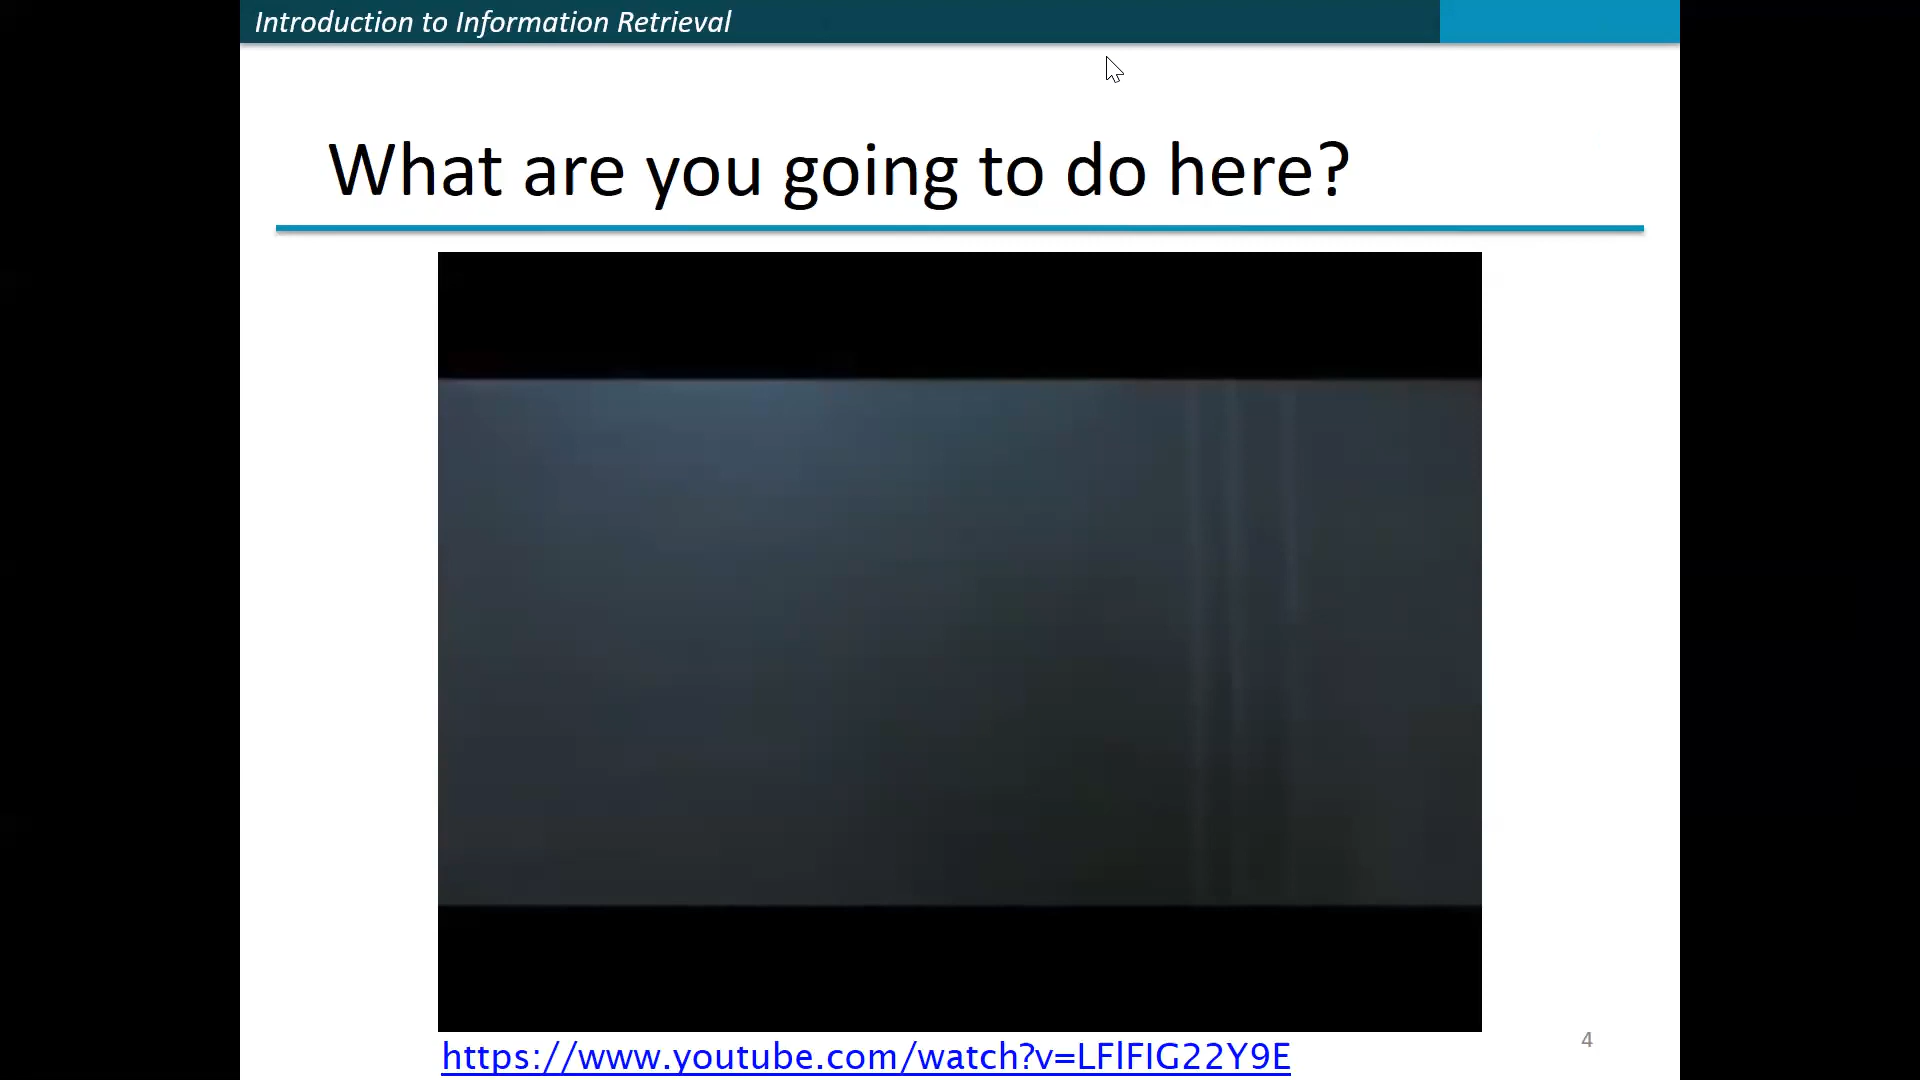 Introduction to Information Retrieval
What are you going to do here?
https://www.youtube.com/watch?v=LFlFIG22Y9E
4